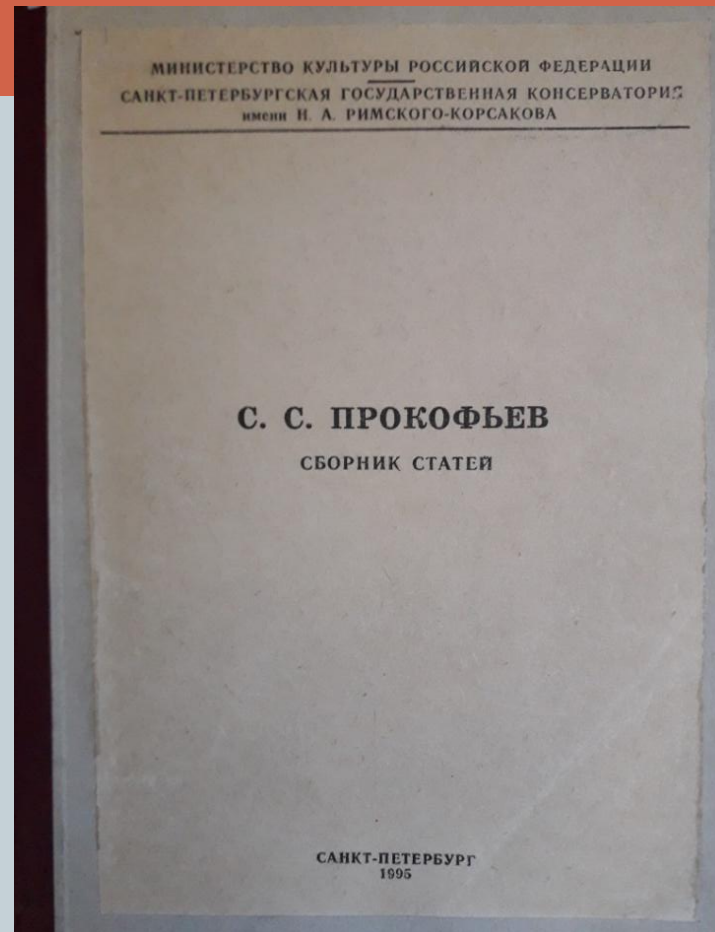 МИНИСТЕРСТВО КУЛЬТУРЫ РОССИЙСКОЙ ФЕДЕРАЦИИ
САНКТ-ПЕТЕРБУРГСКАЯ ГОСУДАРСТВЕННАЯ КОНСЕРВАТОРИЯ
имени Н. А. РИМСКОГО-КОРСАКОВА
С. С. ПРОКОФЬЕВ
СБОРНИК СТАТЕЙ
САНКТ-ПЕТЕРБУРГ
1995